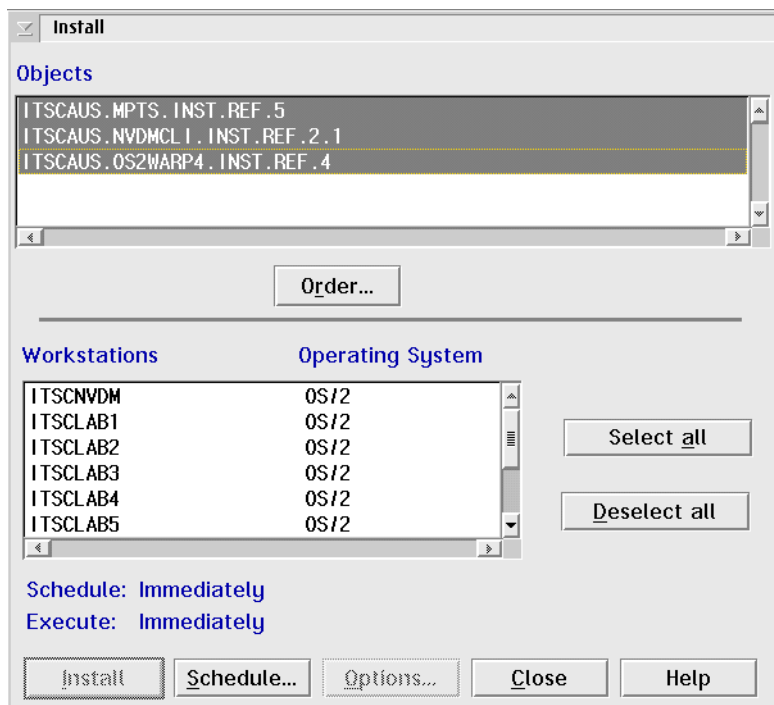 Install
Objects
ITSCAUS.MPTS.INST.REF.5
ITSCAUS.NVDMCLI.INST.REF.2.1
ITSCAUS.OS2WARP4.INST.REF.4
Order...
Workstations Operating System
ITSCNVDM OS/2
ITSCLAB1 OS/2
ITSCLAB2 OS/2
ITSCLAB3 OS/2
ITSCLAB4 OS/2
ITSCLAB5 OS/2
Select all
Deselect all
Schedule: Immediately
Execute: Immediately
Install Schedule... Options... Close Help